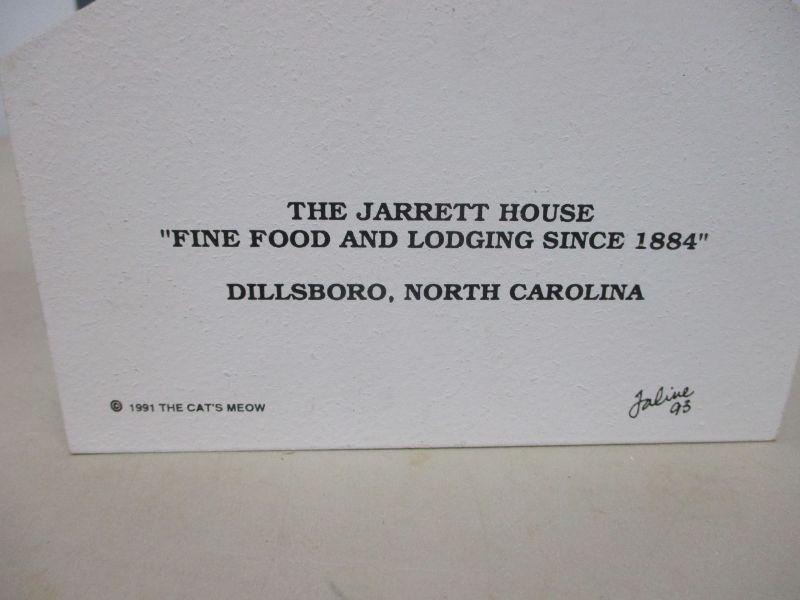 THE JARRETT HOUSE
"FINE FOOD AND LODGING SINCE 1884"
DILLSBORO, NORTH CAROLINA
© 1991 THE CAT'S MEOW
Faline
93